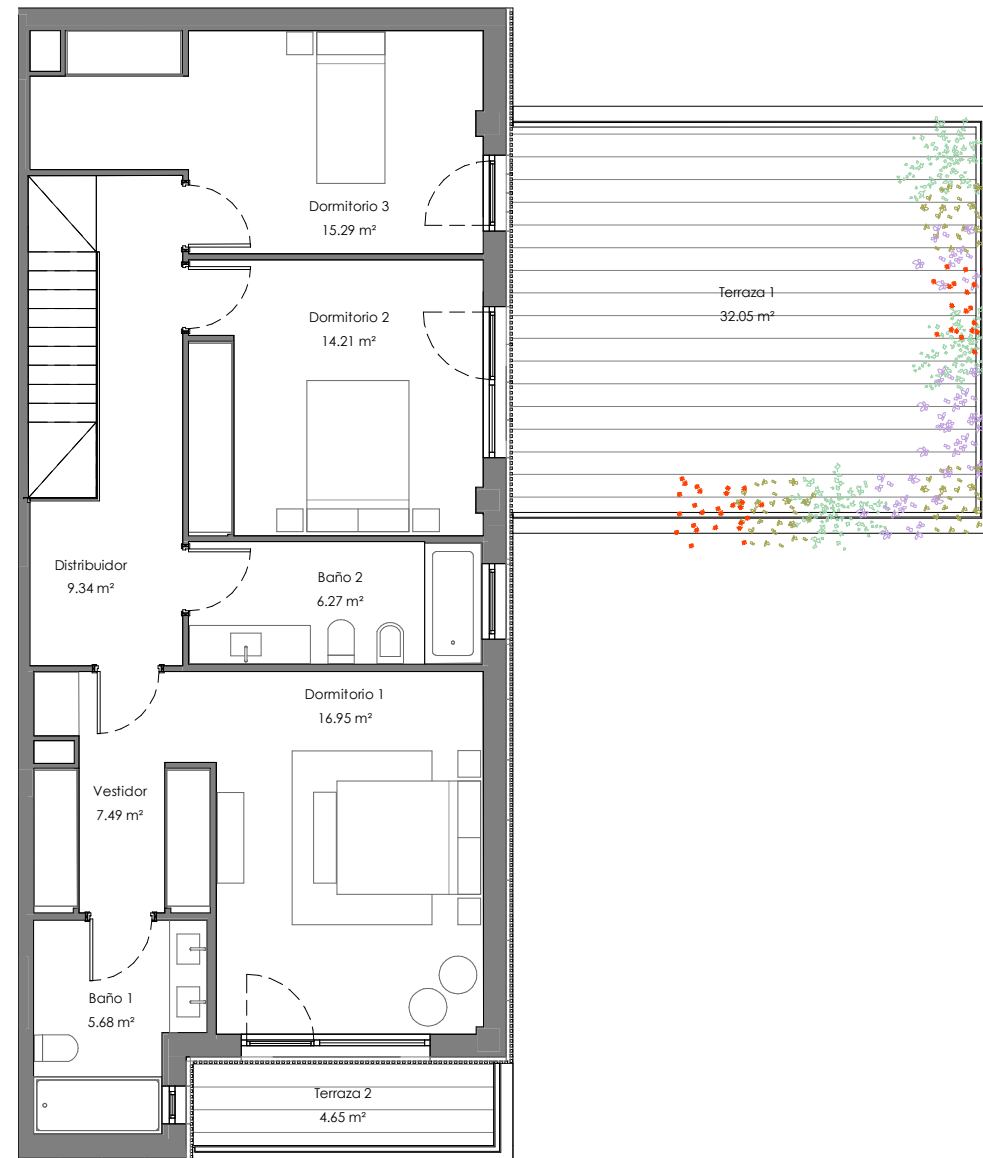 Dormitorio 3
15.29 m²
Terraza 1
32.05 m²
Dormitorio 2
14.21 m²
Distribuidor
9.34 m²
Baño 2
6.27 m²
Dormitorio 1
16.95 m²
Vestidor
7.49 m²
Baño 1
5.68 m²
Terraza 2
4.65 m²